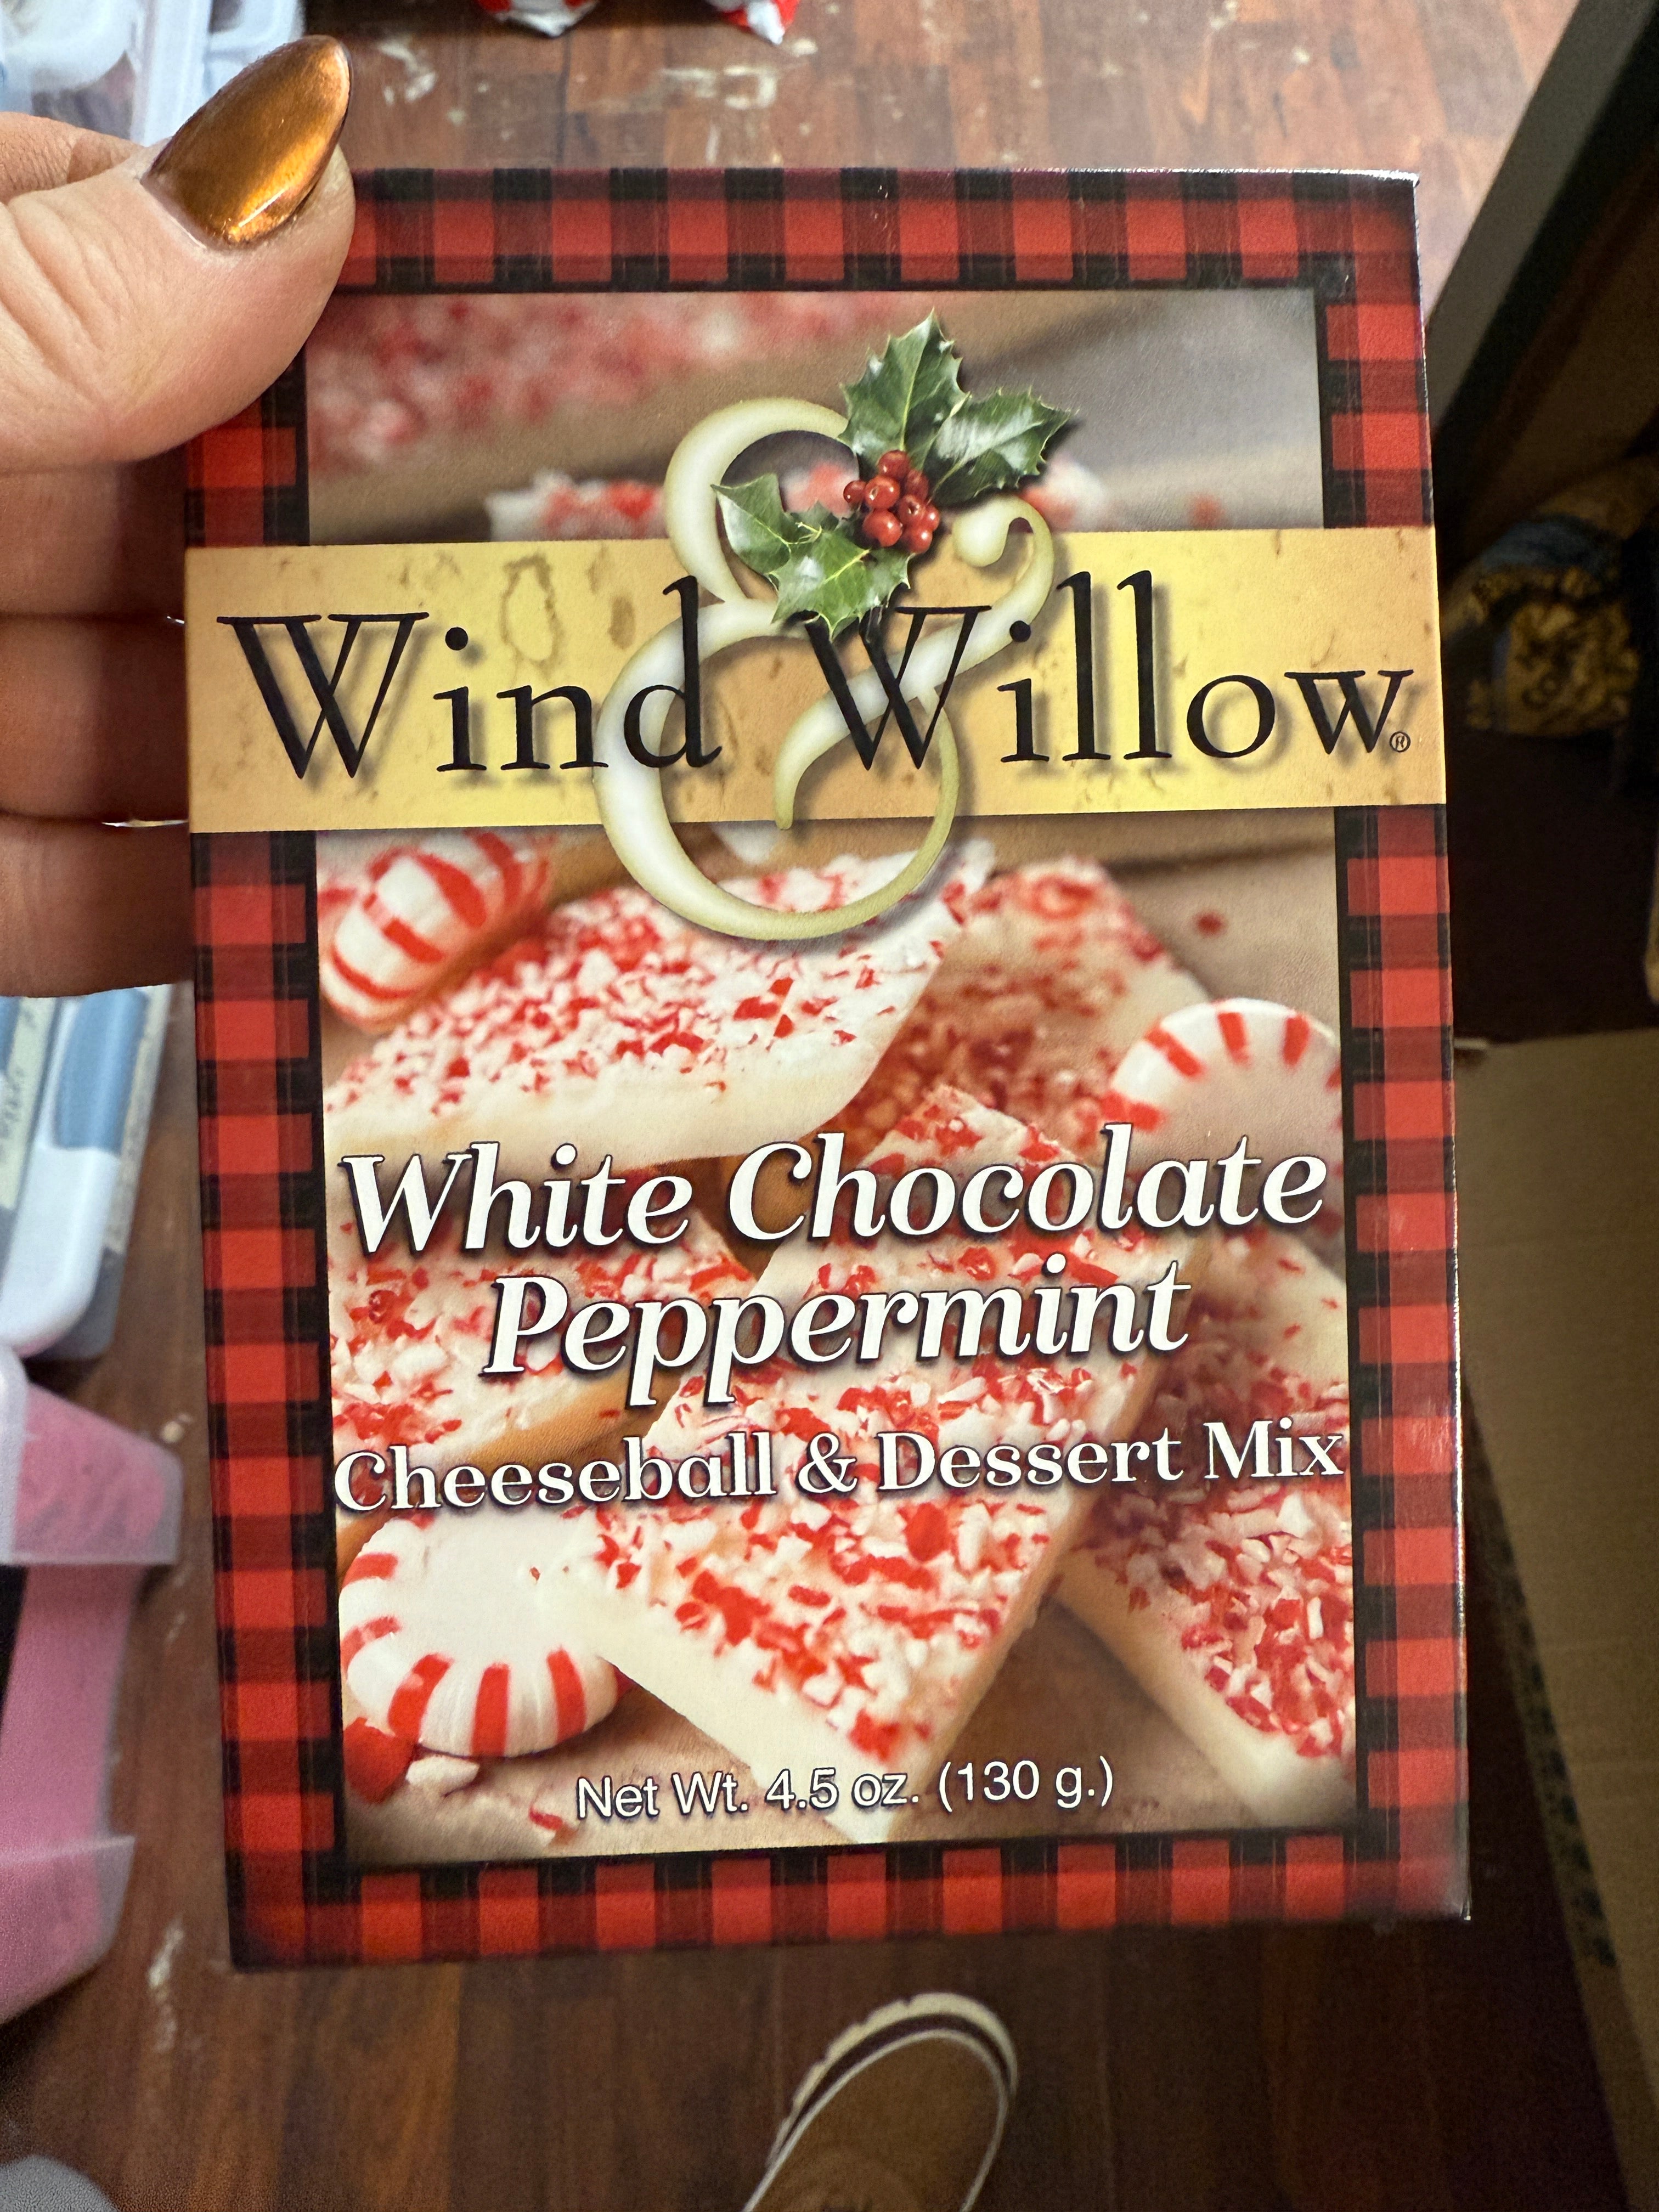 Wind & Willow®
White Chocolate
Peppermint
Cheeseball & Dessert Mix
Net Wt. 4.5 oz. (130 g.)